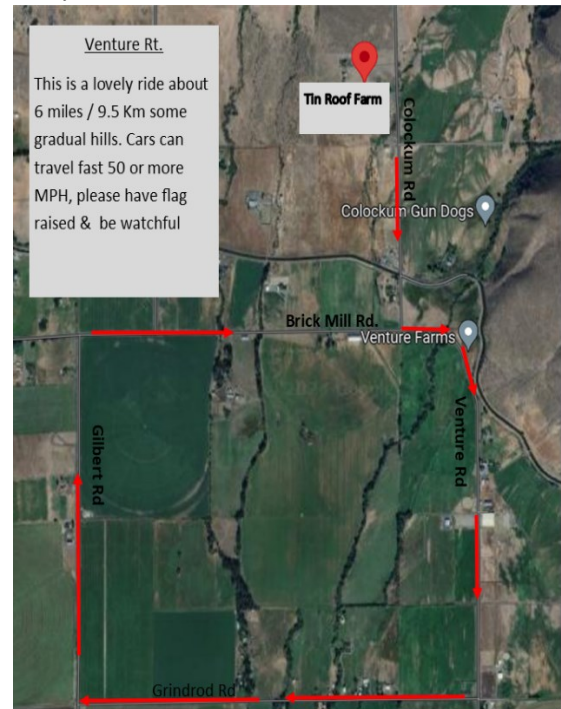 Venture Rt.
This is a lovely ride about
6 miles / 9.5 Km some
gradual hills. Cars can
travel fast 50 or more
MPH, please have flag
raised & be watchful
Tin Roof Farm
Colockum Rd
Colockum Gun Dogs
Brick Mill Rd.
Venture Farms
Gilbert Rd
Venture Rd
Grindrod Rd